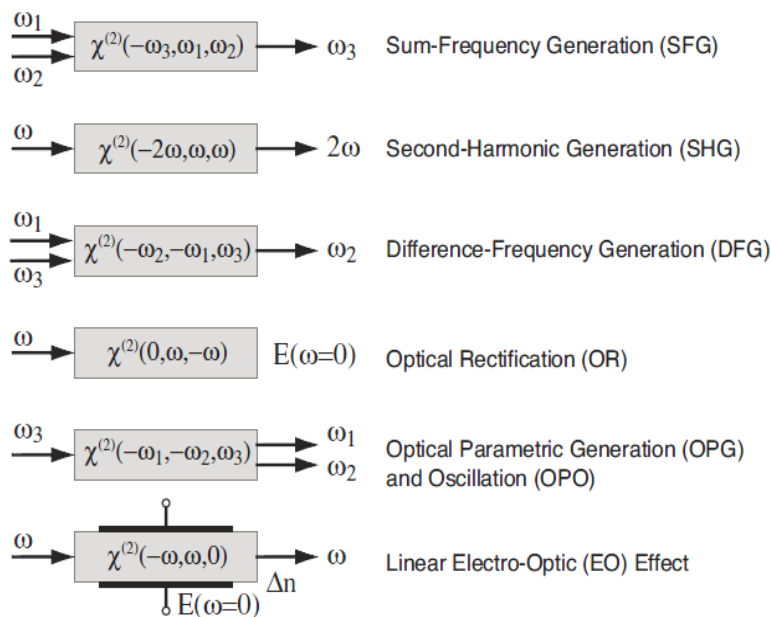 ω₁
ω₂
χ⁽²⁾(−ω₃,ω₁,ω₂)
ω₃
Sum-Frequency Generation (SFG)
ω
χ⁽²⁾(−2ω,ω,ω)
2ω
Second-Harmonic Generation (SHG)
ω₁
ω₃
χ⁽²⁾(−ω₂,−ω₁,ω₃)
ω₂
Difference-Frequency Generation (DFG)
ω
χ⁽²⁾(0,ω,−ω)
E(ω=0)
Optical Rectification (OR)
ω₃
χ⁽²⁾(−ω₁,−ω₂,ω₃)
ω₁
ω₂
Optical Parametric Generation (OPG)
and Oscillation (OPO)
ω
χ⁽²⁾(−ω,ω,0)
ω
Δn
E(ω=0)
Linear Electro-Optic (EO) Effect